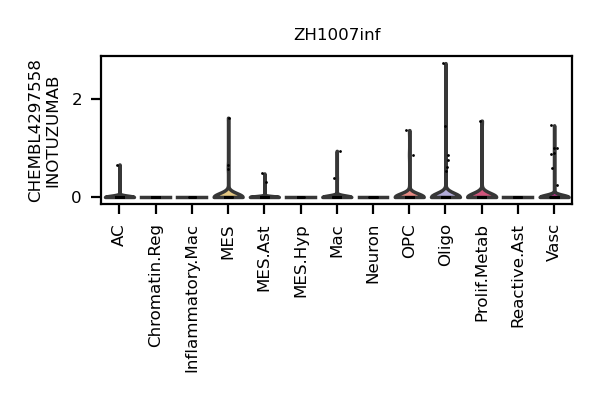 ZH1007inf
CHEMBL4297558
INOTUZUMAB
2
0
AC
Chromatin.Reg
Inflammatory.Mac
MES
MES.Ast
MES.Hyp
Mac
Neuron
OPC
Oligo
Prolif.Metab
Reactive.Ast
Vasc